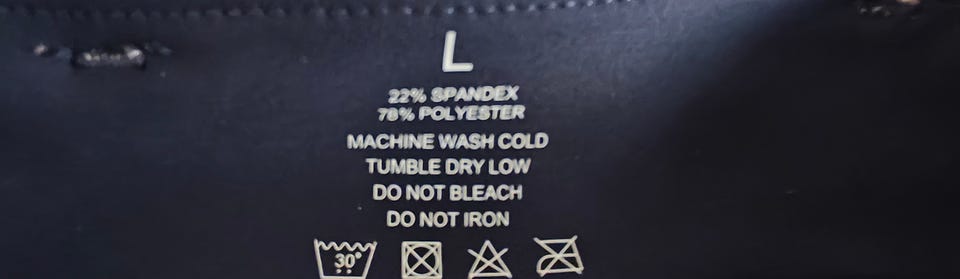 L
22% SPANDEX
78% POLYESTER
MACHINE WASH COLD
TUMBLE DRY LOW
DO NOT BLEACH
DO NOT IRON
30°